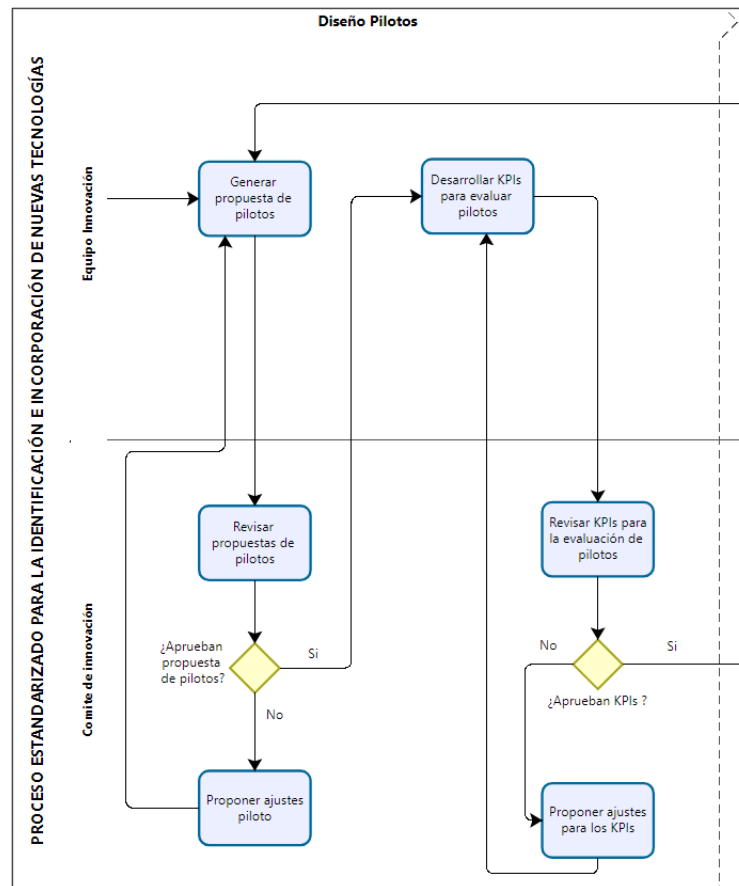 Diseño Pilotos
PROCESO ESTANDARIZADO PARA LA IDENTIFICACIÓN E INCORPORACIÓN DE NUEVAS TECNOLOGÍAS
Equipo Innovación
Generar
propuesta de
pilotos
Desarrollar KPIs
para evaluar
pilotos
Comite de innovación
Revisar
propuestas de
pilotos
Revisar KPIs para
la evaluación de
pilotos
¿Aprueban
propuesta
de pilotos?
Si
No
No
Si
¿Aprueban KPIs ?
Proponer ajustes
piloto
Proponer ajustes
para los KPIs